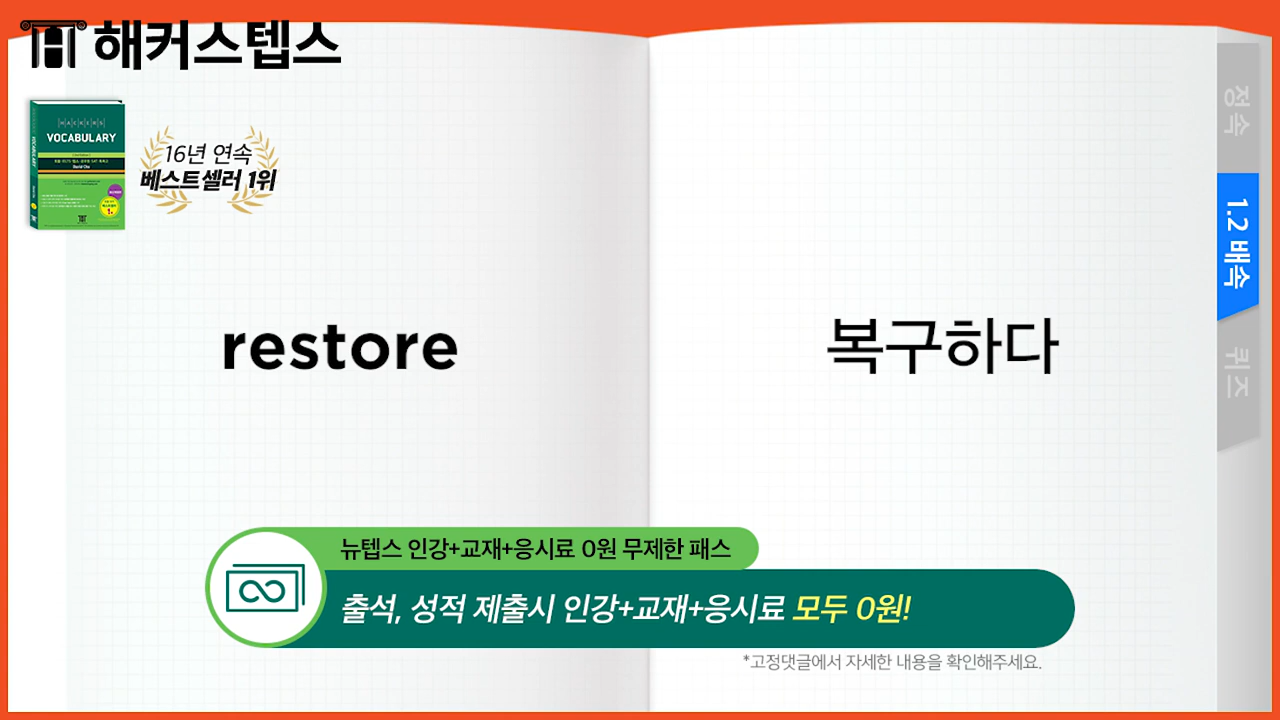 해커스텝스
HACKERS
VOCABULARY
16년 연속
베스트셀러 1위
restore
복구하다
정속
1.2 배속
퀴즈
뉴텝스 인강+교재+응시료 0원 무제한 패스
출석, 성적 제출시 인강+교재+응시료 모두 0원!
*고정댓글에서 자세한 내용을 확인해주세요.